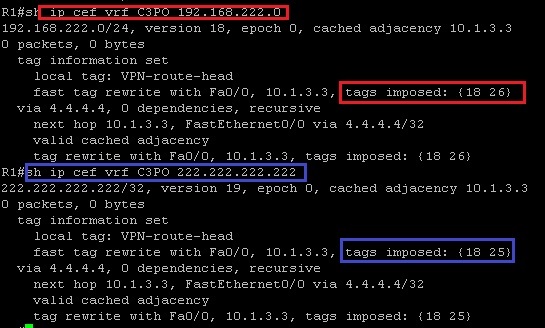 R1#sh ip cef vrf C3PO 192.168.222.0
192.168.222.0/24, version 18, epoch 0, cached adjacency 10.1.3.3
0 packets, 0 bytes
tag information set
local tag: VPN-route-head
fast tag rewrite with Fa0/0, 10.1.3.3, tags imposed: {18 26}
via 4.4.4.4, 0 dependencies, recursive
next hop 10.1.3.3, FastEthernet0/0 via 4.4.4.4/32
valid cached adjacency
tag rewrite with Fa0/0, 10.1.3.3, tags imposed: {18 26}
R1#sh ip cef vrf C3PO 222.222.222.222
222.222.222.222/32, version 19, epoch 0, cached adjacency 10.1.3.3
0 packets, 0 bytes
tag information set
local tag: VPN-route-head
fast tag rewrite with Fa0/0, 10.1.3.3, tags imposed: {18 25}
via 4.4.4.4, 0 dependencies, recursive
next hop 10.1.3.3, FastEthernet0/0 via 4.4.4.4/32
valid cached adjacency
tag rewrite with Fa0/0, 10.1.3.3, tags imposed: {18 25}